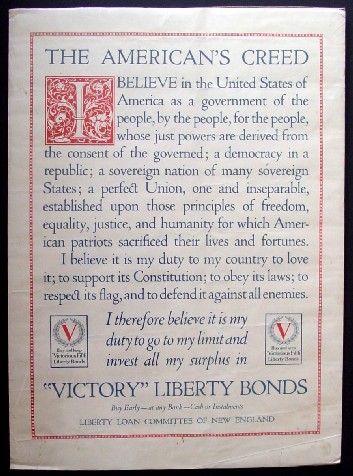 THE AMERICAN'S CREED
I BELIEVE in the United States of
America as a government of the
people, by the people, for the people,
whose just powers are derived from
the consent of the governed; a democracy in a
republic; a sovereign nation of many sovereign
States; a perfect Union, one and inseparable,
established upon those principles of freedom,
equality, justice, and humanity for which Amer-
ican patriots sacrificed their lives and fortunes.
I believe it is my duty to my country to love
it; to support its Constitution; to obey its laws; to
respect its flag, and to defend it against all enemies.
I therefore believe it is my
duty to go to my limit and
invest all my surplus in
V
Liberty Bonds
V
Liberty Bonds
"VICTORY" LIBERTY BONDS
Buy Early—at any Bank—Cash or Instalments
LIBERTY LOAN COMMITTEE OF NEW ENGLAND